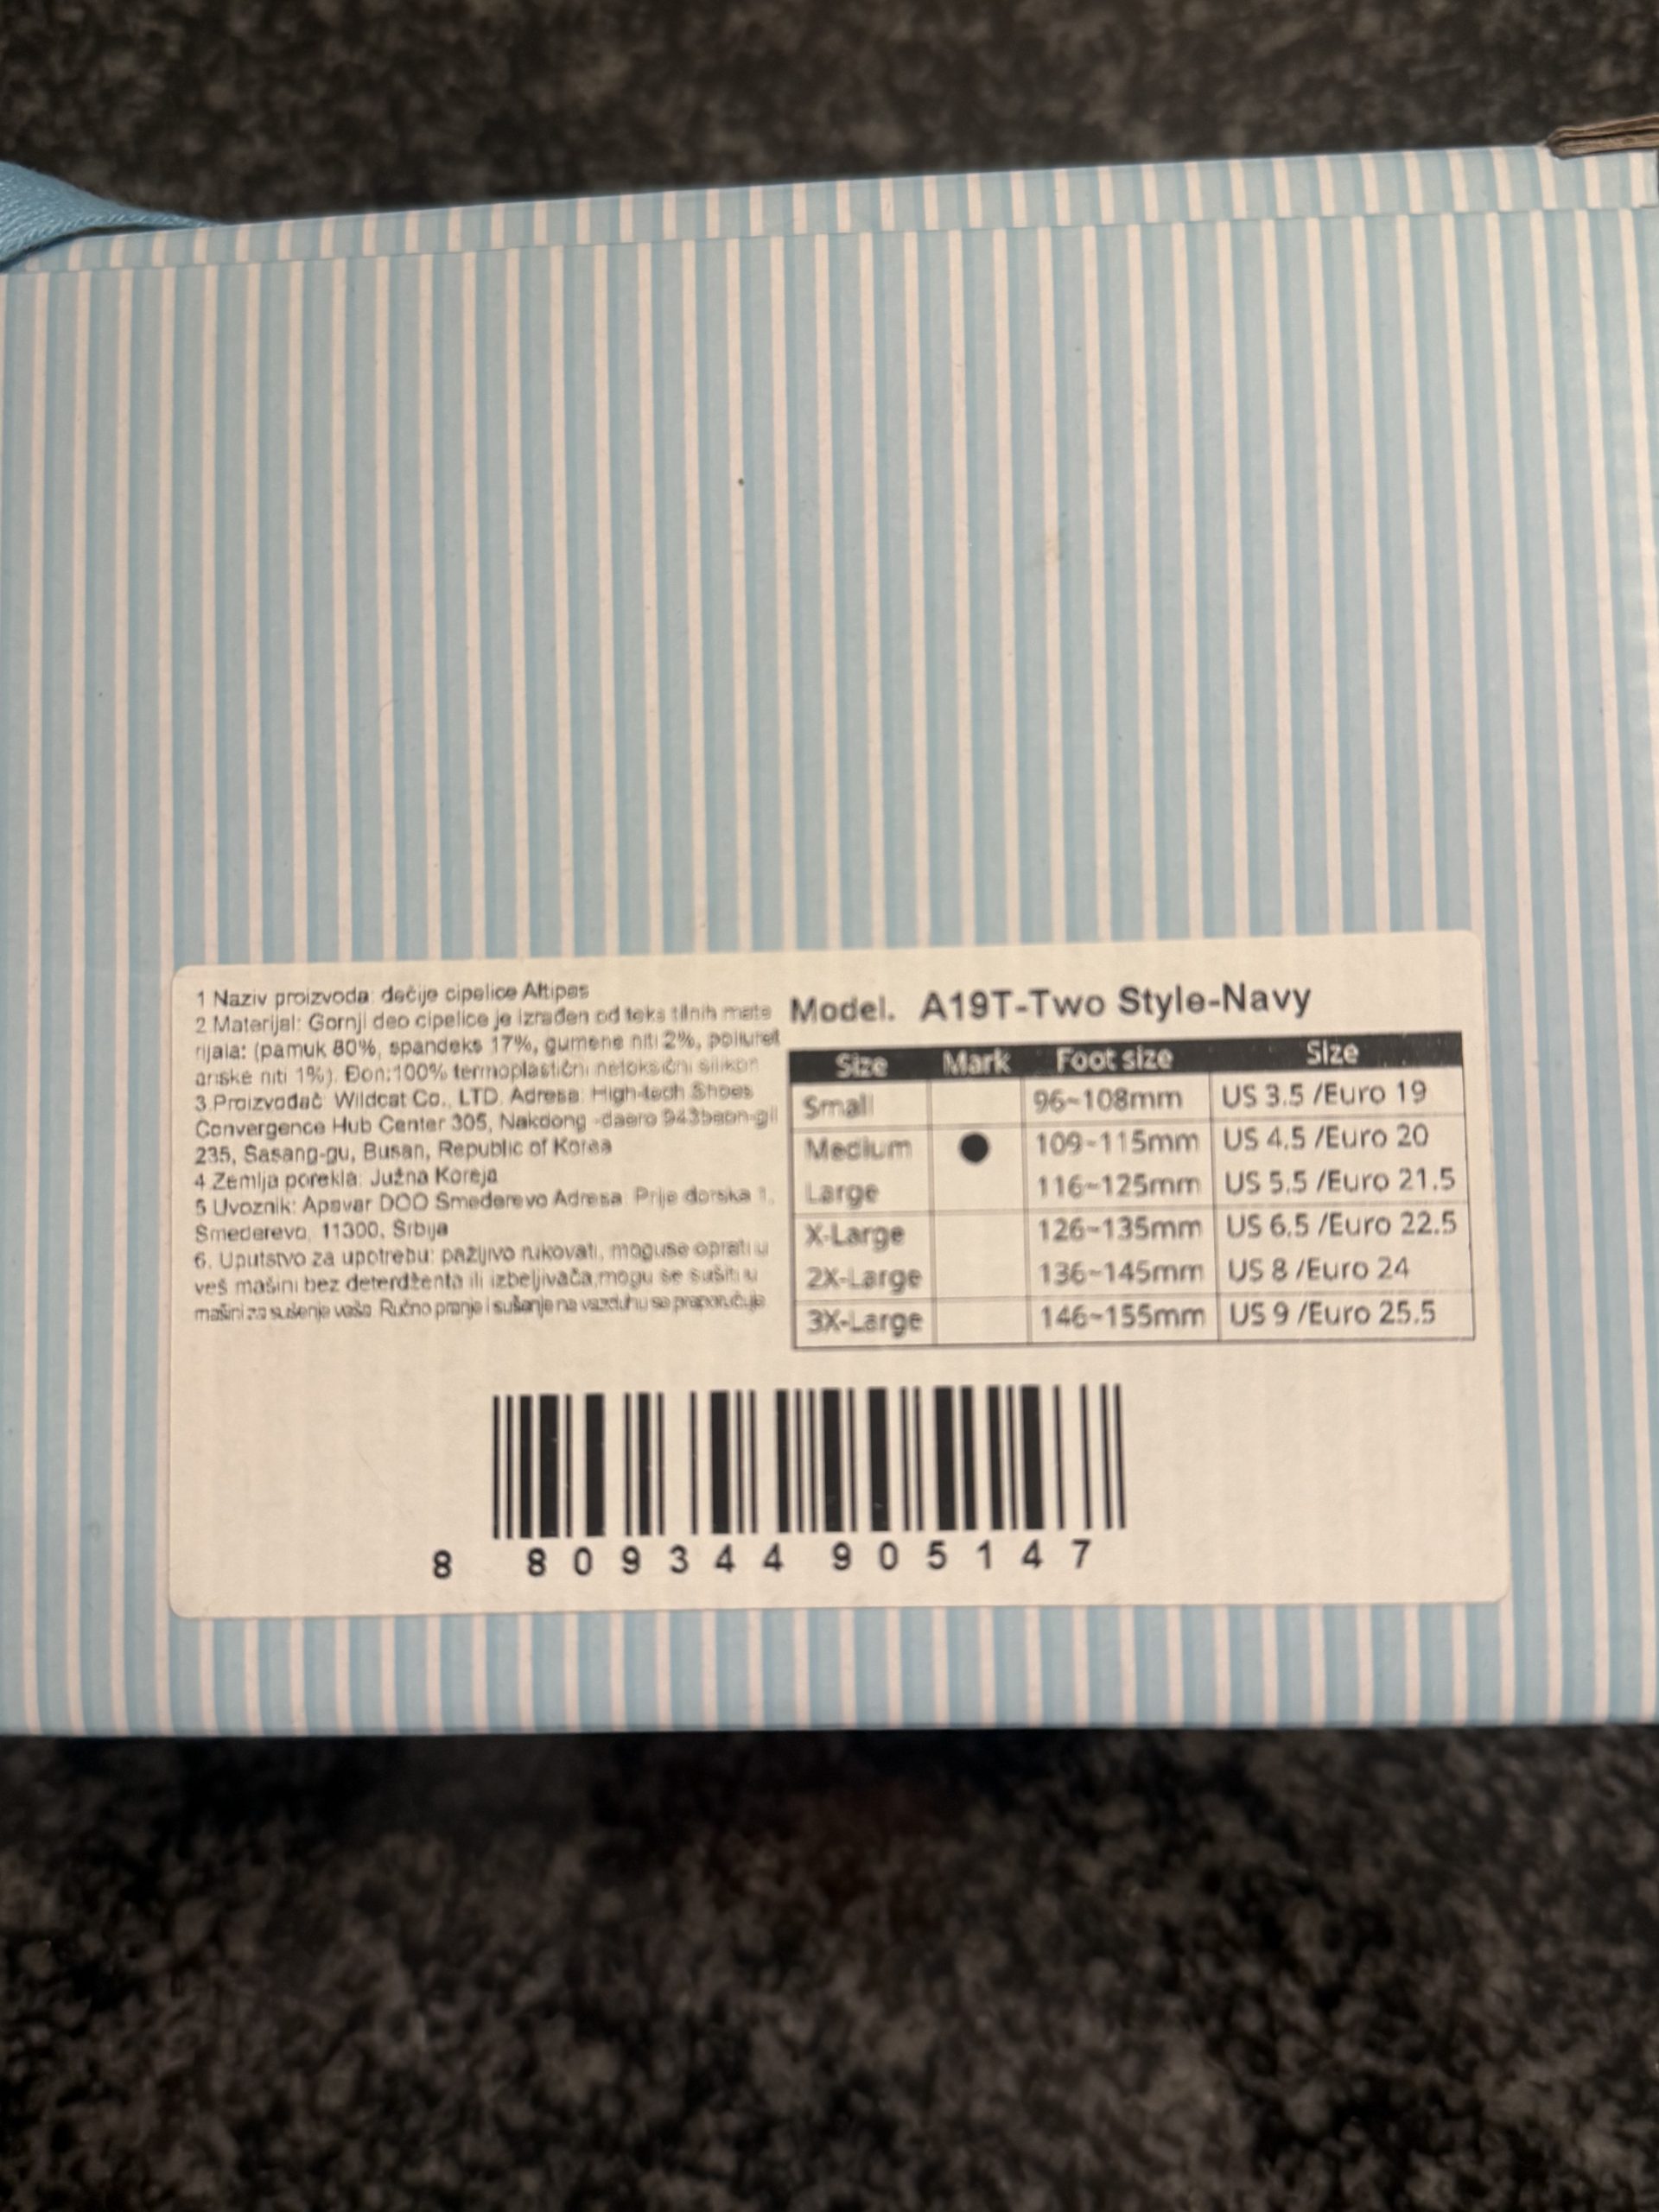 1 Naziv proizvoda: dečije cipelice Attipas
2 Materijal: Gornji deo cipelice je izrađen od teks tilnih mate
rijala: (pamuk 80%, spandeks 17%, gumene niti 2%, poliuret
anske niti 1%). Đon:100% termoplastični netoksični silikon
3.Proizvođač: Wildcat Co., LTD. Adresa: High-tech Shoes
Convergence Hub Center 305, Nakdong -daero 943beon-gil
235, Sasang-gu, Busan, Republic of Korea
4 Zemlja porekla: Južna Koreja
5 Uvoznik: Apavar DOO Smederevo Adresa: Prije dorska 1,
Smederevo, 11300, Srbija
6. Uputstvo za upotrebu: pažljivo rukovati, moguse oprati u
veš mašini bez deterdženta ili izbeljivača,mogu se sušiti u
mašini za sušenje veša. Ručno pranje i sušenje na vazduhu se preporučuje
Model. A19T-Two Style-Navy
Size Mark Foot size Size
Small 96~108mm US 3.5 /Euro 19
Medium ● 109~115mm US 4.5 /Euro 20
Large 116~125mm US 5.5 /Euro 21.5
X-Large 126~135mm US 6.5 /Euro 22.5
2X-Large 136~145mm US 8 /Euro 24
3X-Large 146~155mm US 9 /Euro 25.5
8 809344 905147